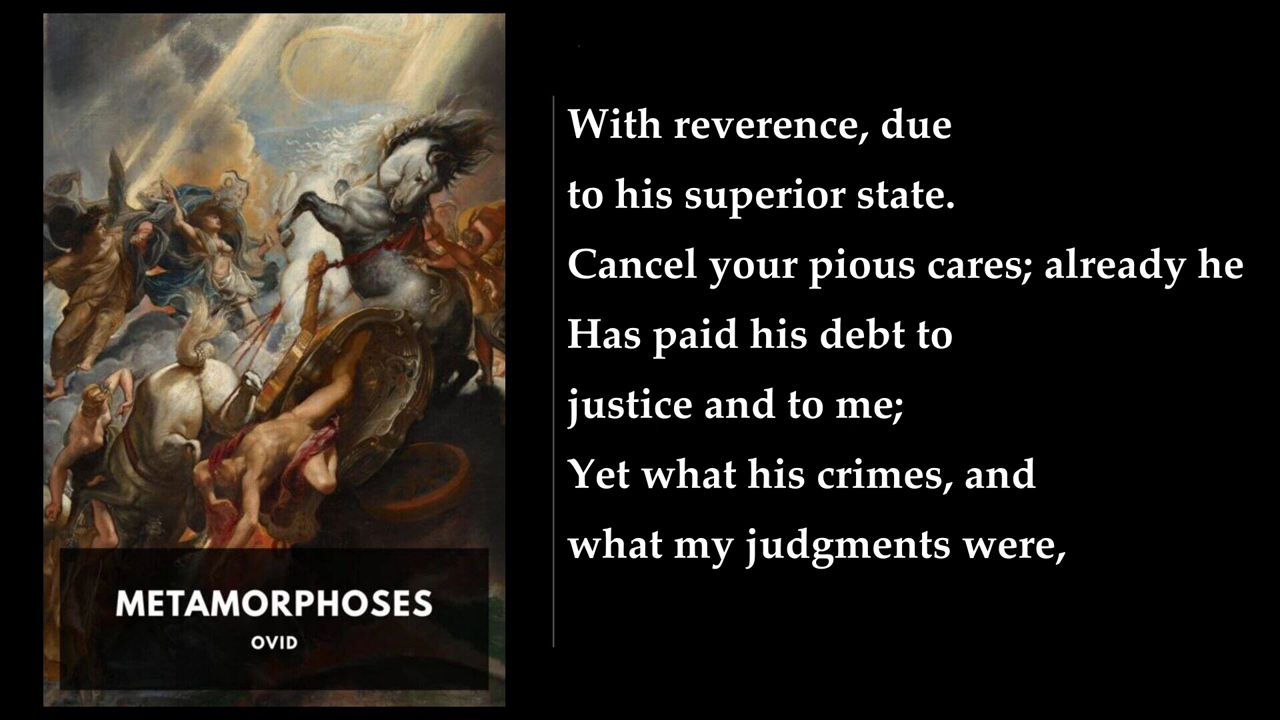 METAMORPHOSES
OVID
With reverence, due
to his superior state.
Cancel your pious cares; already he
Has paid his debt to
justice and to me;
Yet what his crimes, and
what my judgments were,